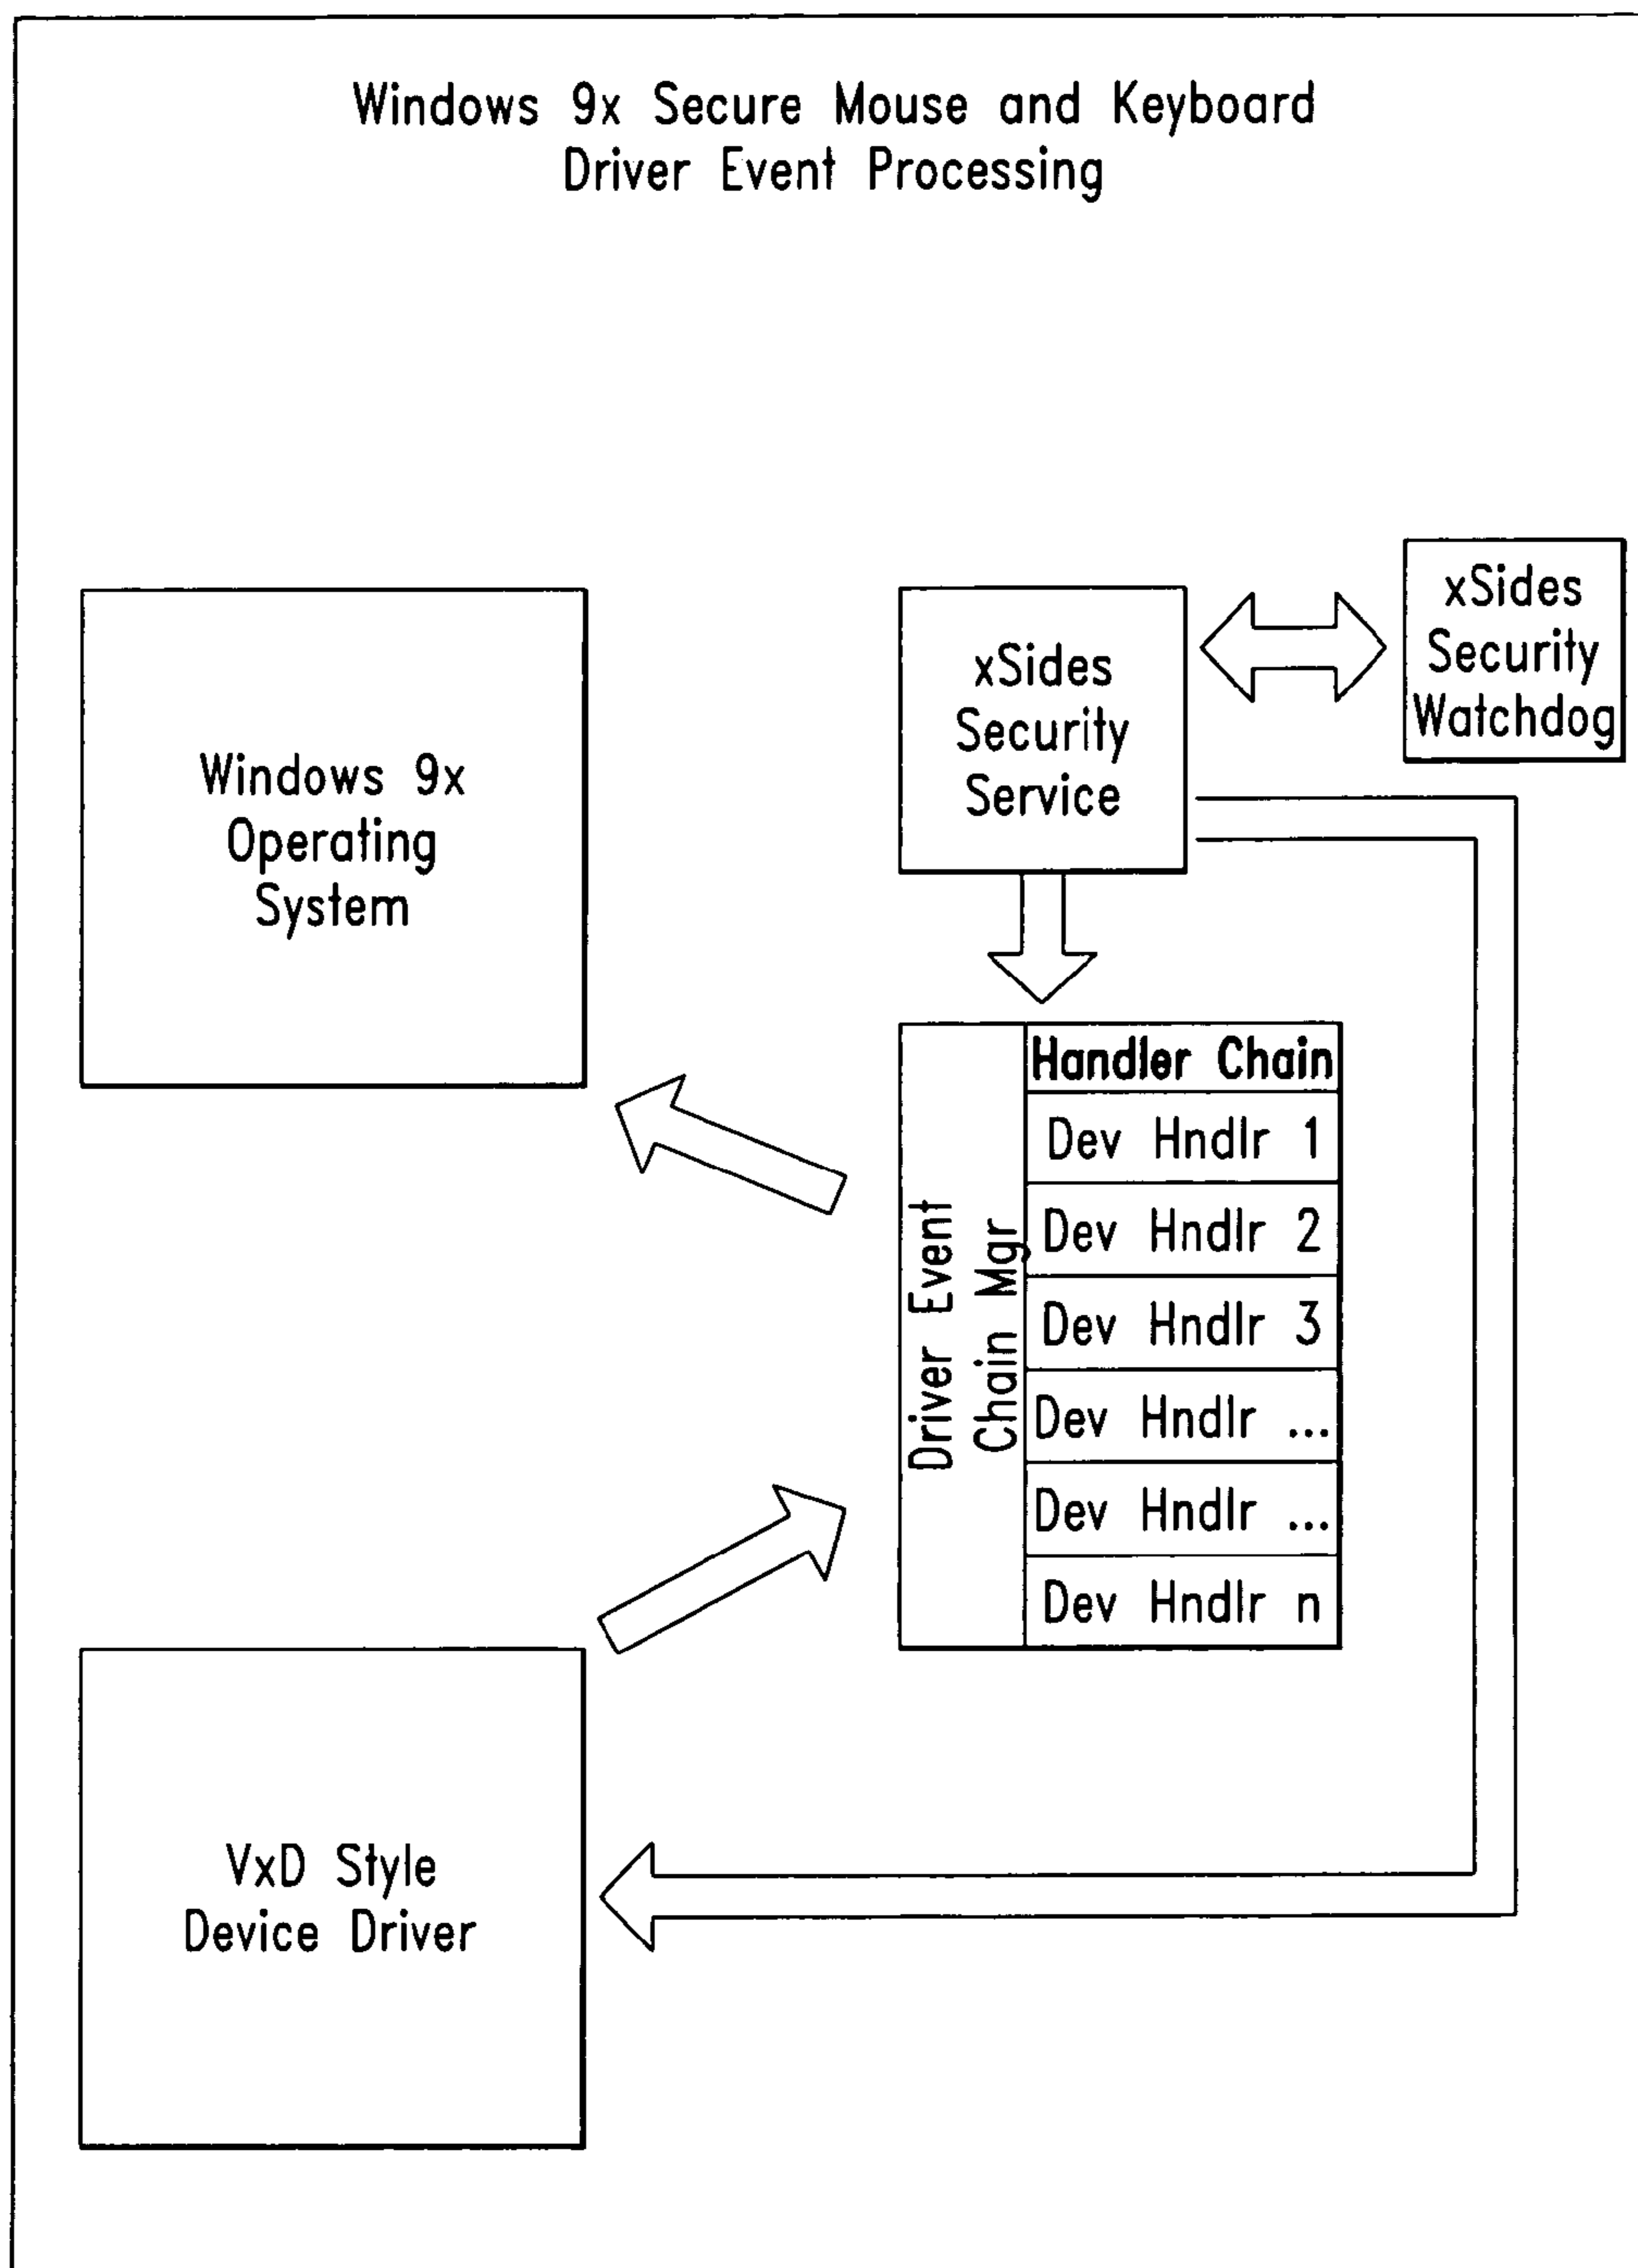 Windows 9x Secure Mouse and Keyboard
Driver Event Processing
Windows 9x
Operating
System
xSides
Security
Service
xSides
Security
Watchdog
Driver Event
Chain Mgr
Handler Chain
Dev Hndlr 1
Dev Hndlr 2
Dev Hndlr 3
Dev Hndlr ...
Dev Hndlr ...
Dev Hndlr n
VxD Style
Device Driver